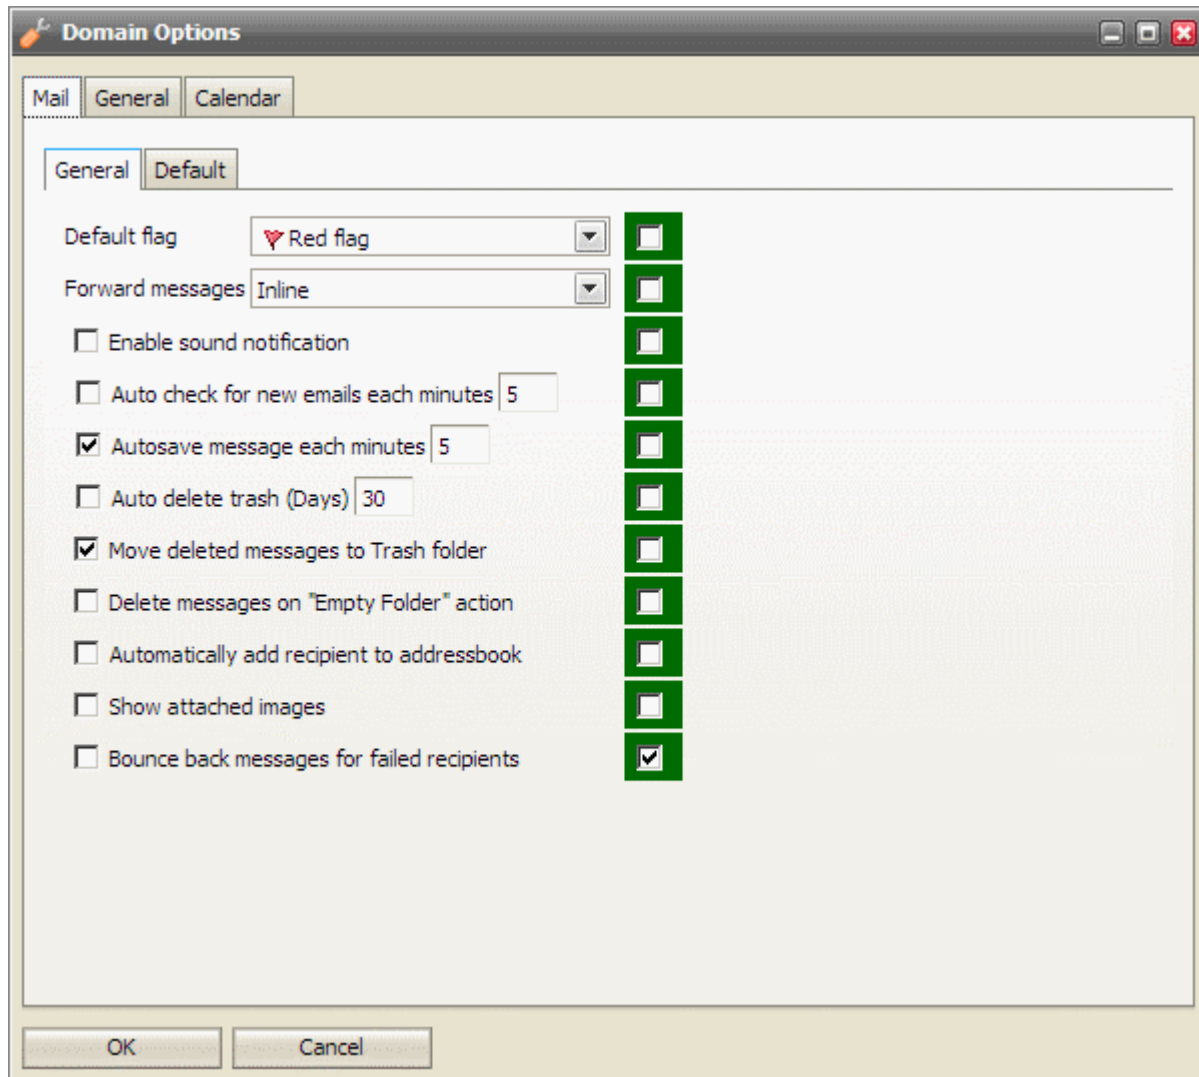 Domain Options
Mail General Calendar
General Default
Default flag Red flag
Forward messages Inline
Enable sound notification
Auto check for new emails each minutes 5
Autosave message each minutes 5
Auto delete trash (Days) 30
Move deleted messages to Trash folder
Delete messages on "Empty Folder" action
Automatically add recipient to addressbook
Show attached images
Bounce back messages for failed recipients
OK Cancel